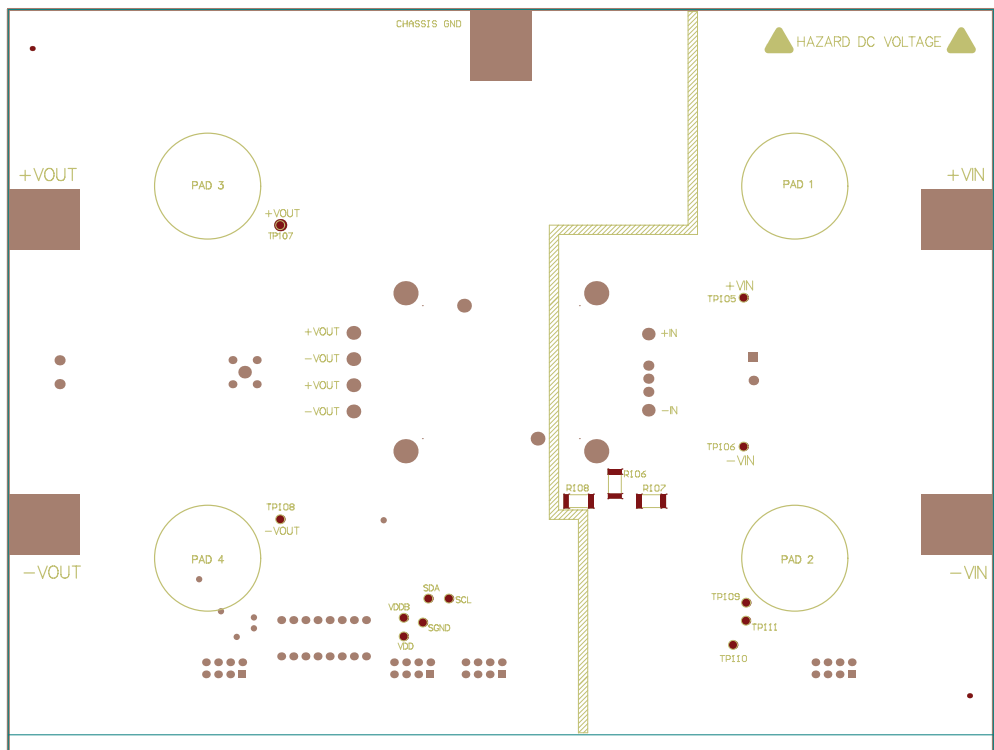 CHASSIS GND
HAZARD DC VOLTAGE
+VOUT
PAD 3
PAD 1
+VIN
+VOUT
TP107
+VIN
TP105
+VOUT
+IN
-VOUT
+VOUT
-VOUT
-IN
TP106
-VIN
R106
R108
R107
TP108
-VOUT
PAD 4
PAD 2
-VOUT
-VIN
SDA
SCL
TP109
VDDB
SGND
TP111
VDD
TP110